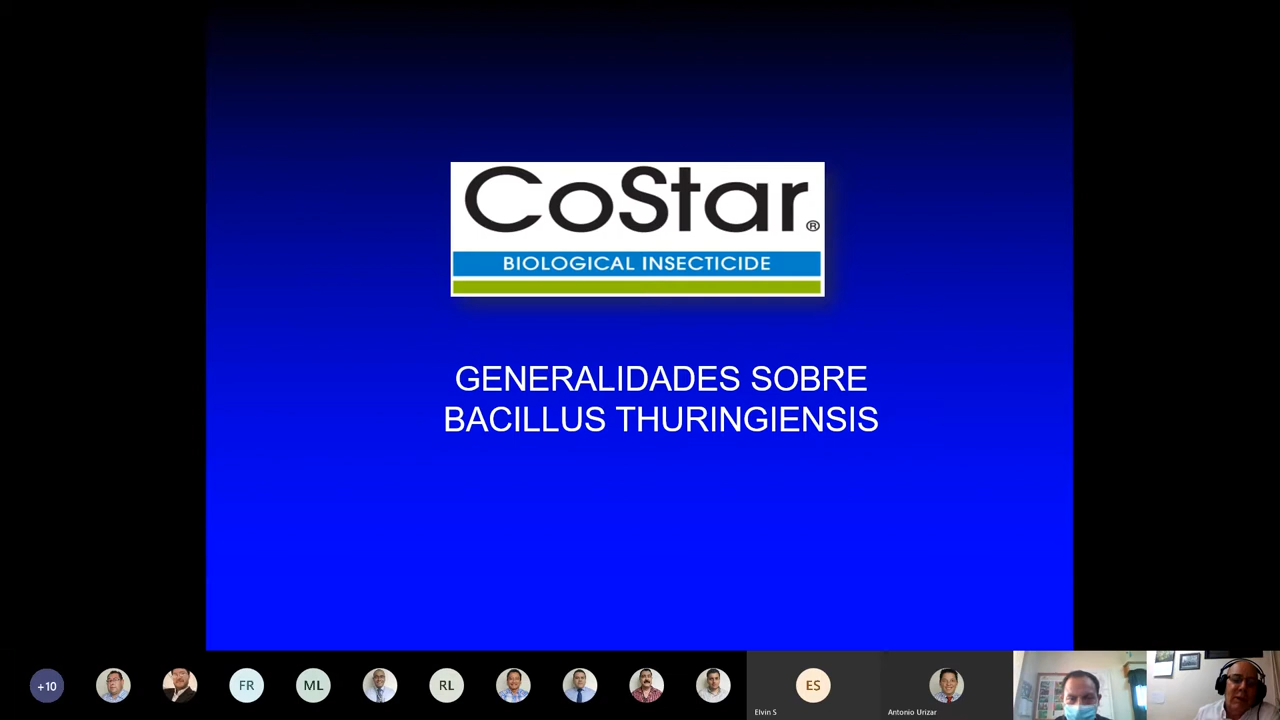 CoStar®
BIOLOGICAL INSECTICIDE
GENERALIDADES SOBRE
BACILLUS THURINGIENSIS
+10
FR
ML
RL
ES
Elvin S
Antonio Urizar